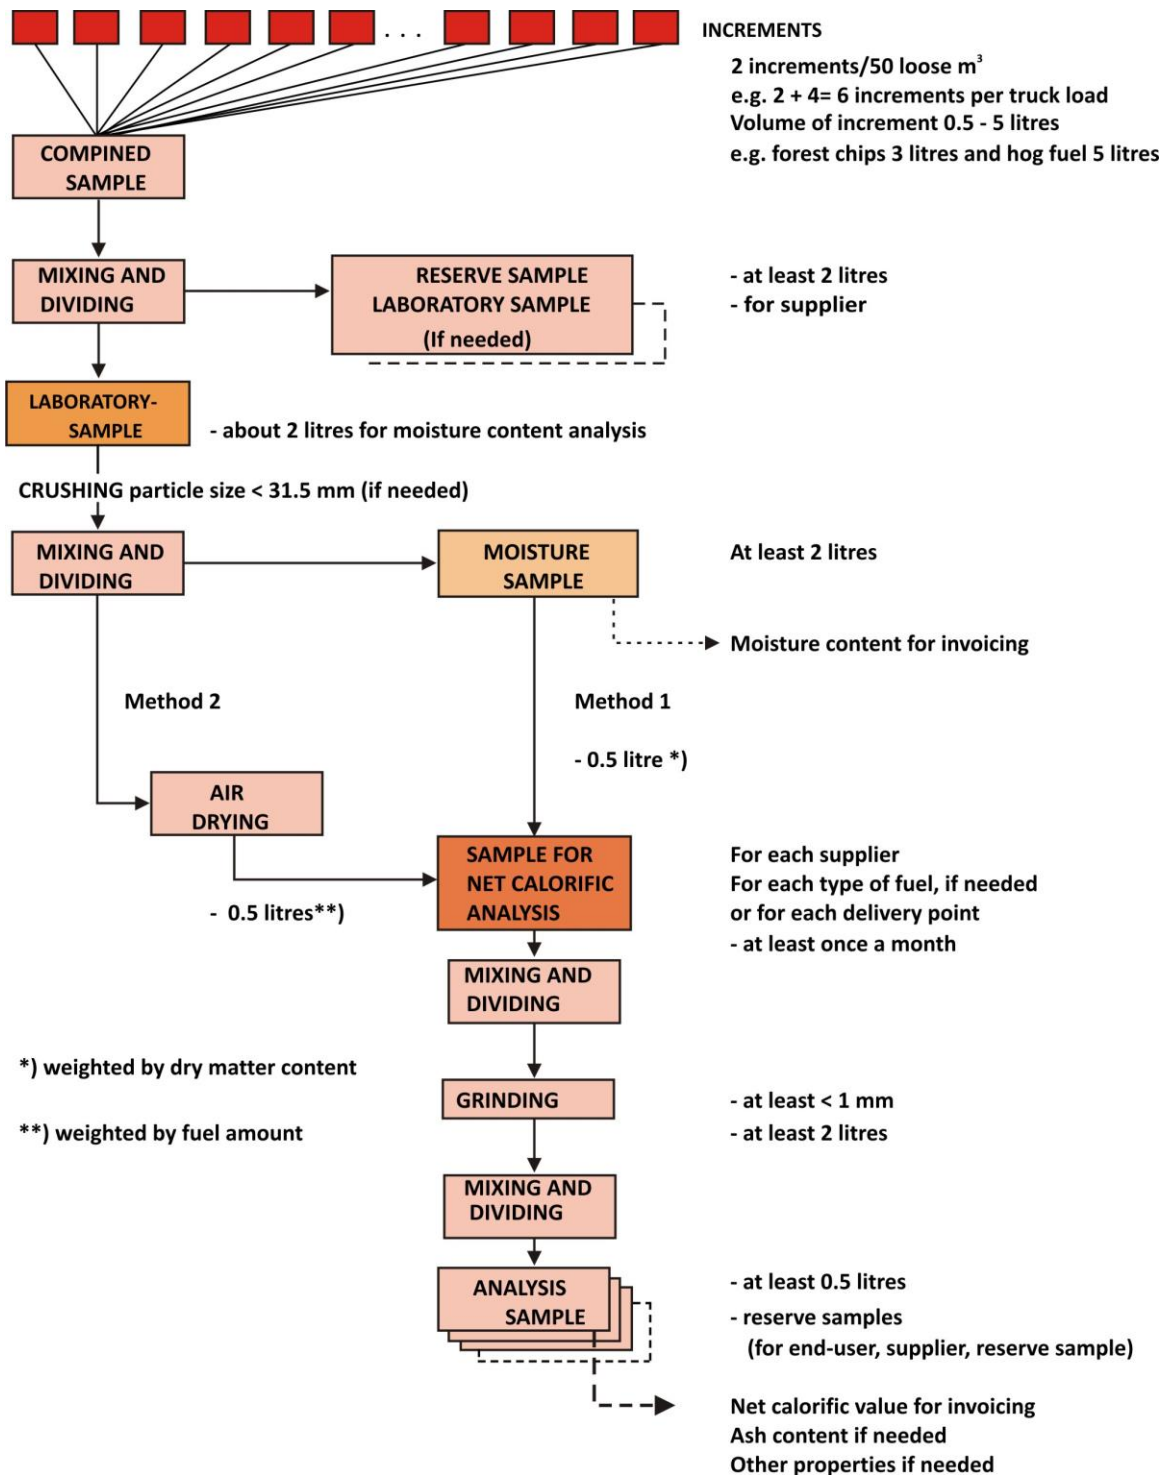 . . .
INCREMENTS
2 increments/50 loose m³
e.g. 2 + 4= 6 increments per truck load
Volume of increment 0.5 - 5 litres
e.g. forest chips 3 litres and hog fuel 5 litres
COMPINED
SAMPLE
MIXING AND
DIVIDING
RESERVE SAMPLE
LABORATORY SAMPLE
(If needed)
- at least 2 litres
- for supplier
LABORATORY-
SAMPLE
- about 2 litres for moisture content analysis
CRUSHING particle size < 31.5 mm (if needed)
MIXING AND
DIVIDING
MOISTURE
SAMPLE
At least 2 litres
Moisture content for invoicing
Method 2
Method 1
- 0.5 litre *)
AIR
DRYING
- 0.5 litres**)
SAMPLE FOR
NET CALORIFIC
ANALYSIS
For each supplier
For each type of fuel, if needed
or for each delivery point
- at least once a month
MIXING AND
DIVIDING
*) weighted by dry matter content
**) weighted by fuel amount
GRINDING
- at least < 1 mm
- at least 2 litres
MIXING AND
DIVIDING
ANALYSIS
SAMPLE
- at least 0.5 litres
- reserve samples
(for end-user, supplier, reserve sample)
Net calorific value for invoicing
Ash content if needed
Other properties if needed